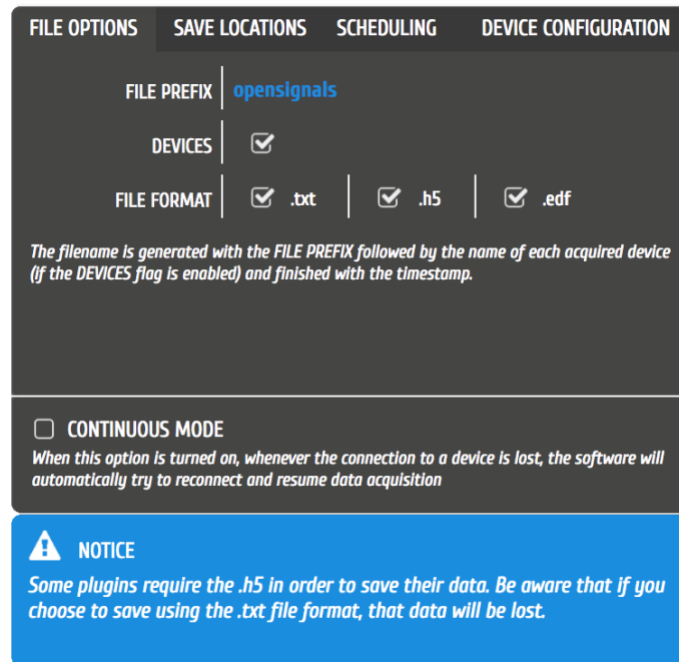 FILE OPTIONS SAVE LOCATIONS SCHEDULING DEVICE CONFIGURATION
FILE PREFIX opensignals
DEVICES
FILE FORMAT .txt .h5 .edf
The filename is generated with the FILE PREFIX followed by the name of each acquired device
(if the DEVICES flag is enabled) and finished with the timestamp.
CONTINUOUS MODE
When this option is turned on, whenever the connection to a device is lost, the software will
automatically try to reconnect and resume data acquisition
NOTICE
Some plugins require the .h5 in order to save their data. Be aware that if you
choose to save using the .txt file format, that data will be lost.